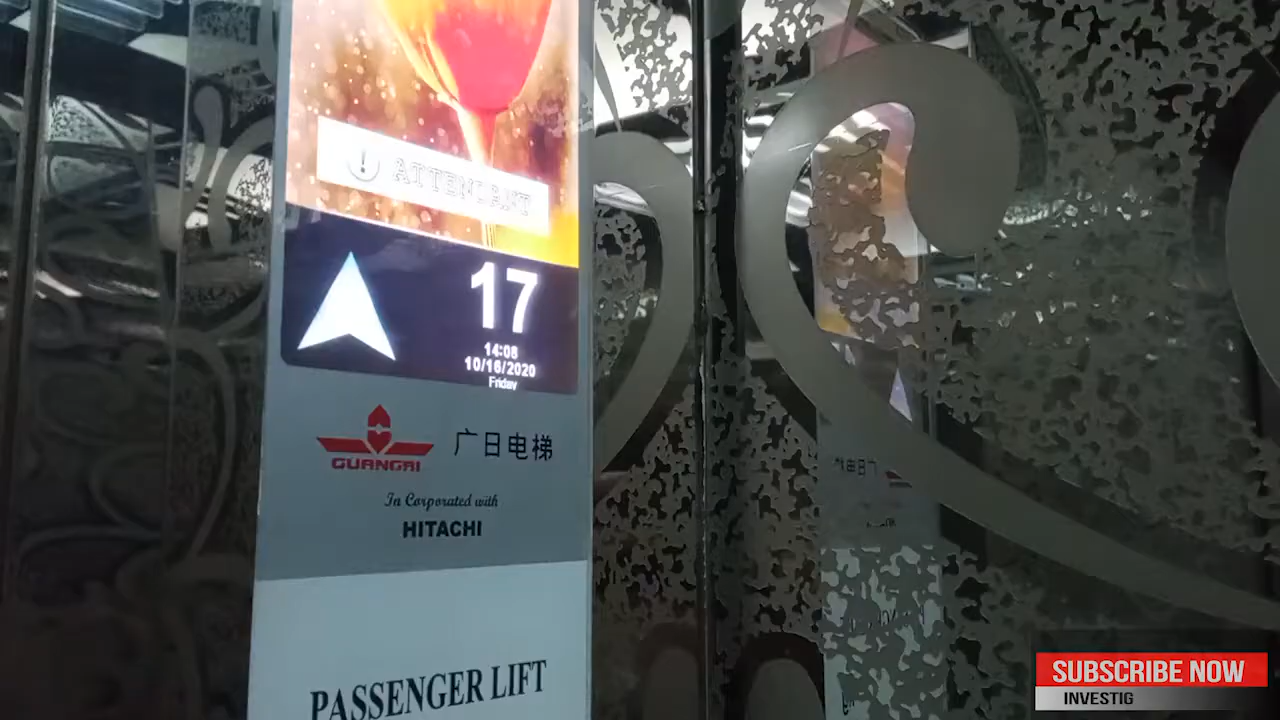 ATTENDANT
17
14:08
10/16/2020
Friday
GUANGRI
广日电梯
In Corporated with
HITACHI
PASSENGER LIFT
SUBSCRIBE NOW
INVESTIG